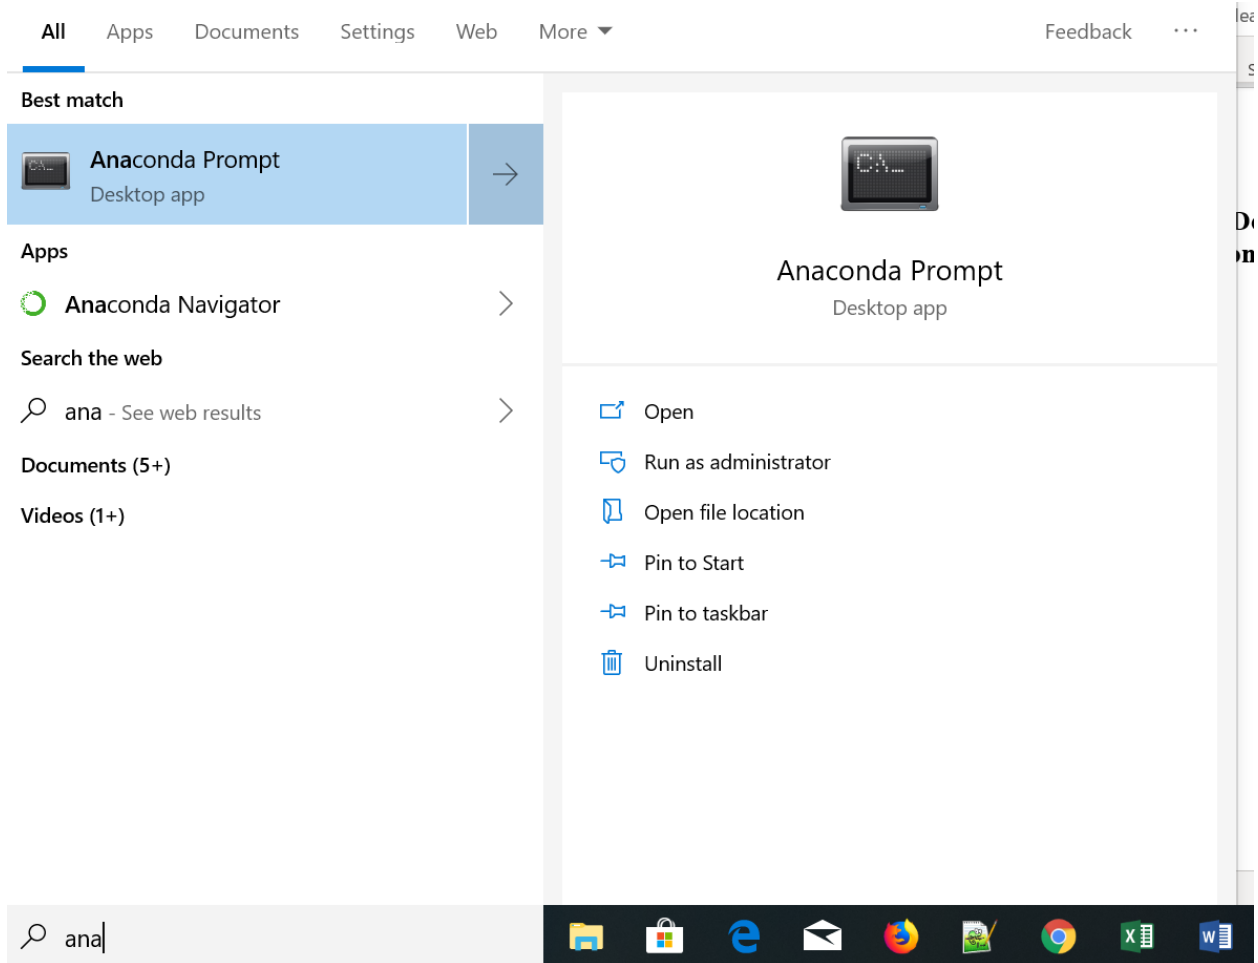 All Apps Documents Settings Web More Feedback ...
Best match
Anaconda Prompt
Desktop app
Apps
Anaconda Navigator
Search the web
ana - See web results
Documents (5+)
Videos (1+)
Anaconda Prompt
Desktop app
Open
Run as administrator
Open file location
Pin to Start
Pin to taskbar
Uninstall
ana